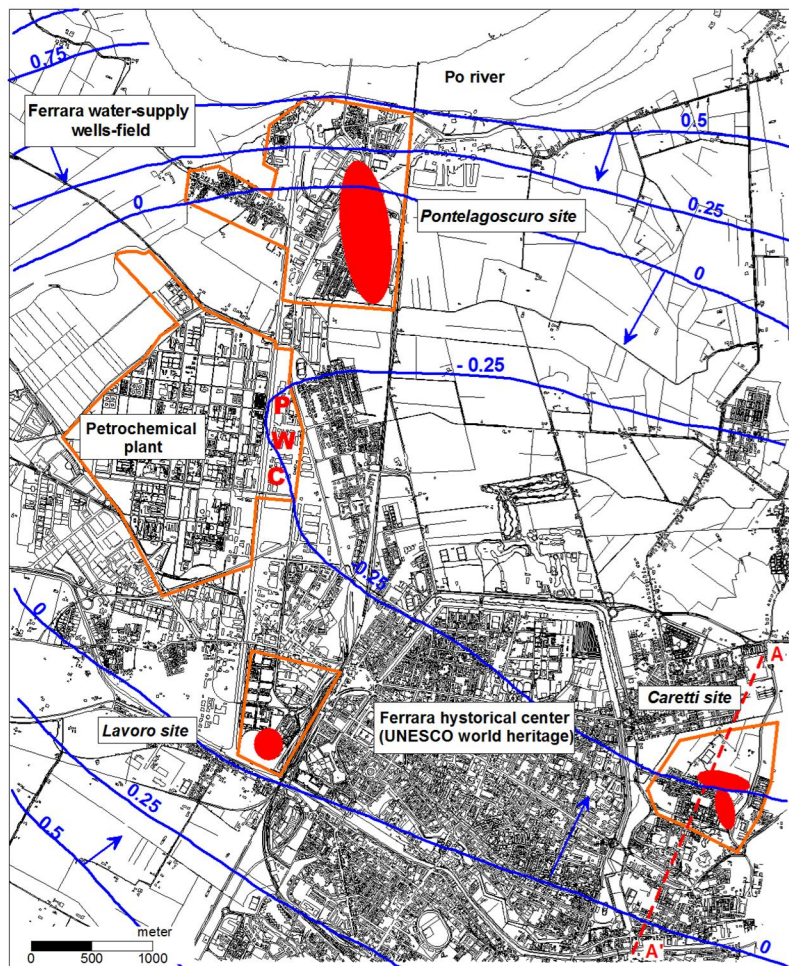 0.75
Po river
Ferrara water-supply
wells-field
0.5
0.25
0
Pontelagoscuro site
0
- 0.25
P
W
C
Petrochemical
plant
-0.25
0
A
Caretti site
Ferrara hystorical center
(UNESCO world heritage)
Lavoro site
0.25
0.5
meter
0 500 1000
A'
0